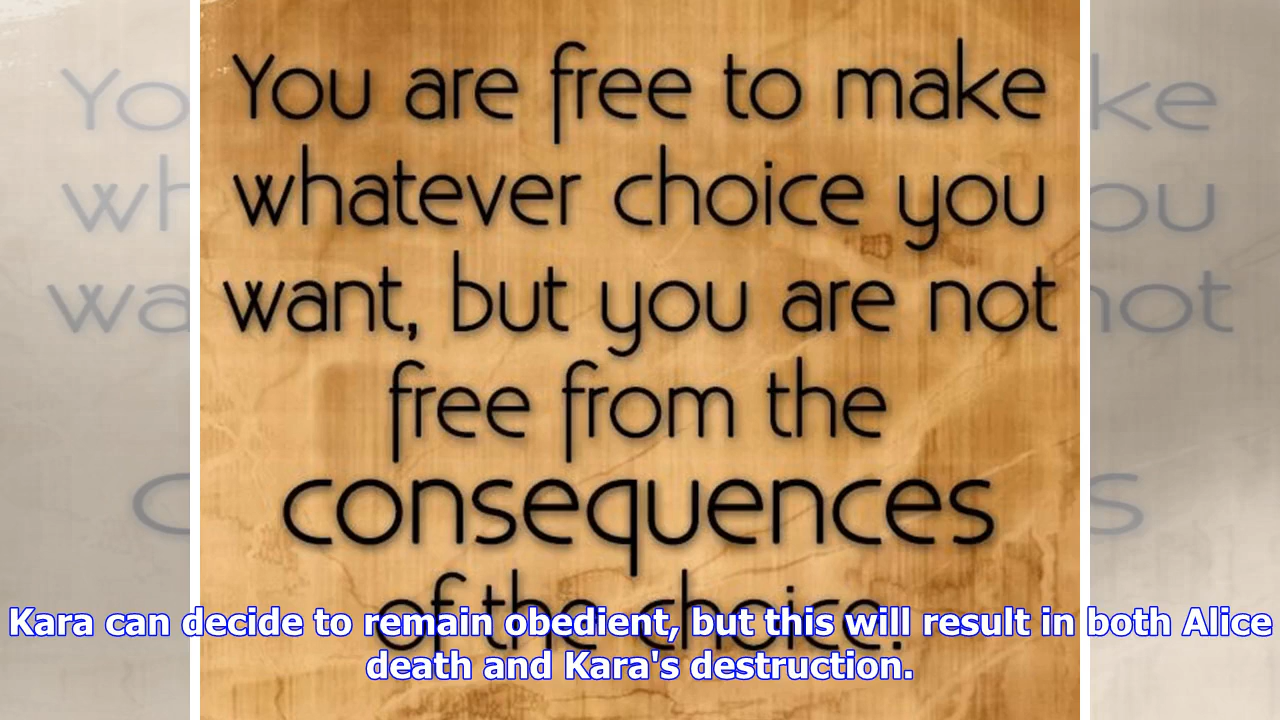 You are free to make
whatever choice you
want, but you are not
free from the
consequences
of the choice.
Kara can decide to remain obedient, but this will result in both Alice
death and Kara's destruction.